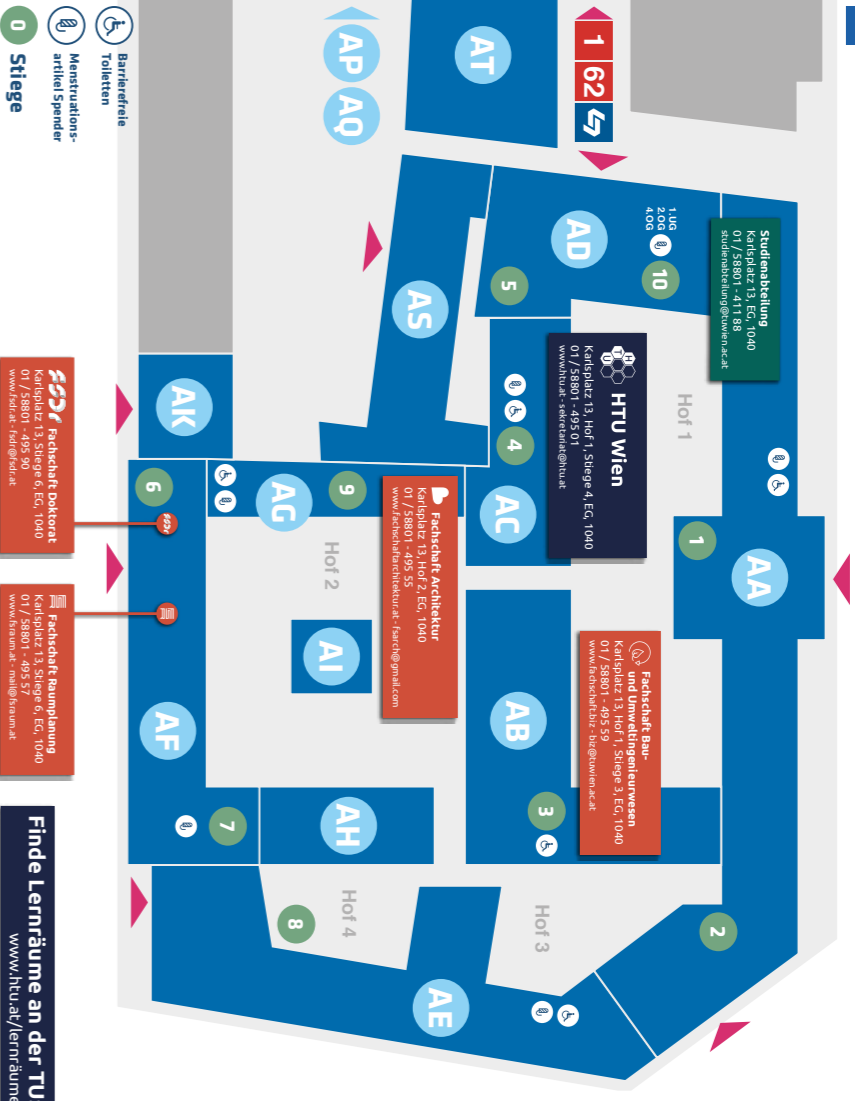 Studienabteilung
Karlsplatz 13, EG, 1040
01 / 58801 - 411 88
studienabteilung@tuwien.ac.at
1
62
AT
AP
AQ
1.UG
2.OG
4.OG
10
AD
5
AS
Hof 1
HTU
HTU Wien
Karlsplatz 13, Hof 1, Stiege 4, EG, 1040
01 / 58801 - 495 01
www.htu.at - sekretariat@htu.at
4
AC
AK
1
AA
Fachschaft Bau-
und Umweltingenieurwesen
Karlsplatz 13, Hof 1, Stiege 3, EG, 1040
01 / 58801 - 495 59
www.fachschaft.biz - biz@tuwien.ac.at
Fachschaft Architektur
Karlsplatz 13, Hof 2, EG, 1040
01 / 58801 - 495 55
www.fachschaftarchitektur.at - fsarch@gmail.com
9
AG
6
fsdr
Hof 2
AI
AB
3
AF
7
AH
2
Hof 3
Hof 4
8
AE
Barrierefreie
Toiletten
Menstruations-
artikel Spender
0
Stiege
fsdr Fachschaft Doktorat
Karlsplatz 13, Stiege 6, EG, 1040
01 / 58801 - 495 90
www.fsdr.at - fsdr@fsdr.at
Fachschaft Raumplanung
Karlsplatz 13, Stiege 6, EG, 1040
01 / 58801 - 495 57
www.fsraum.at - mail@fsraum.at
Finde Lernräume an der TU
www.htu.at/lernräume